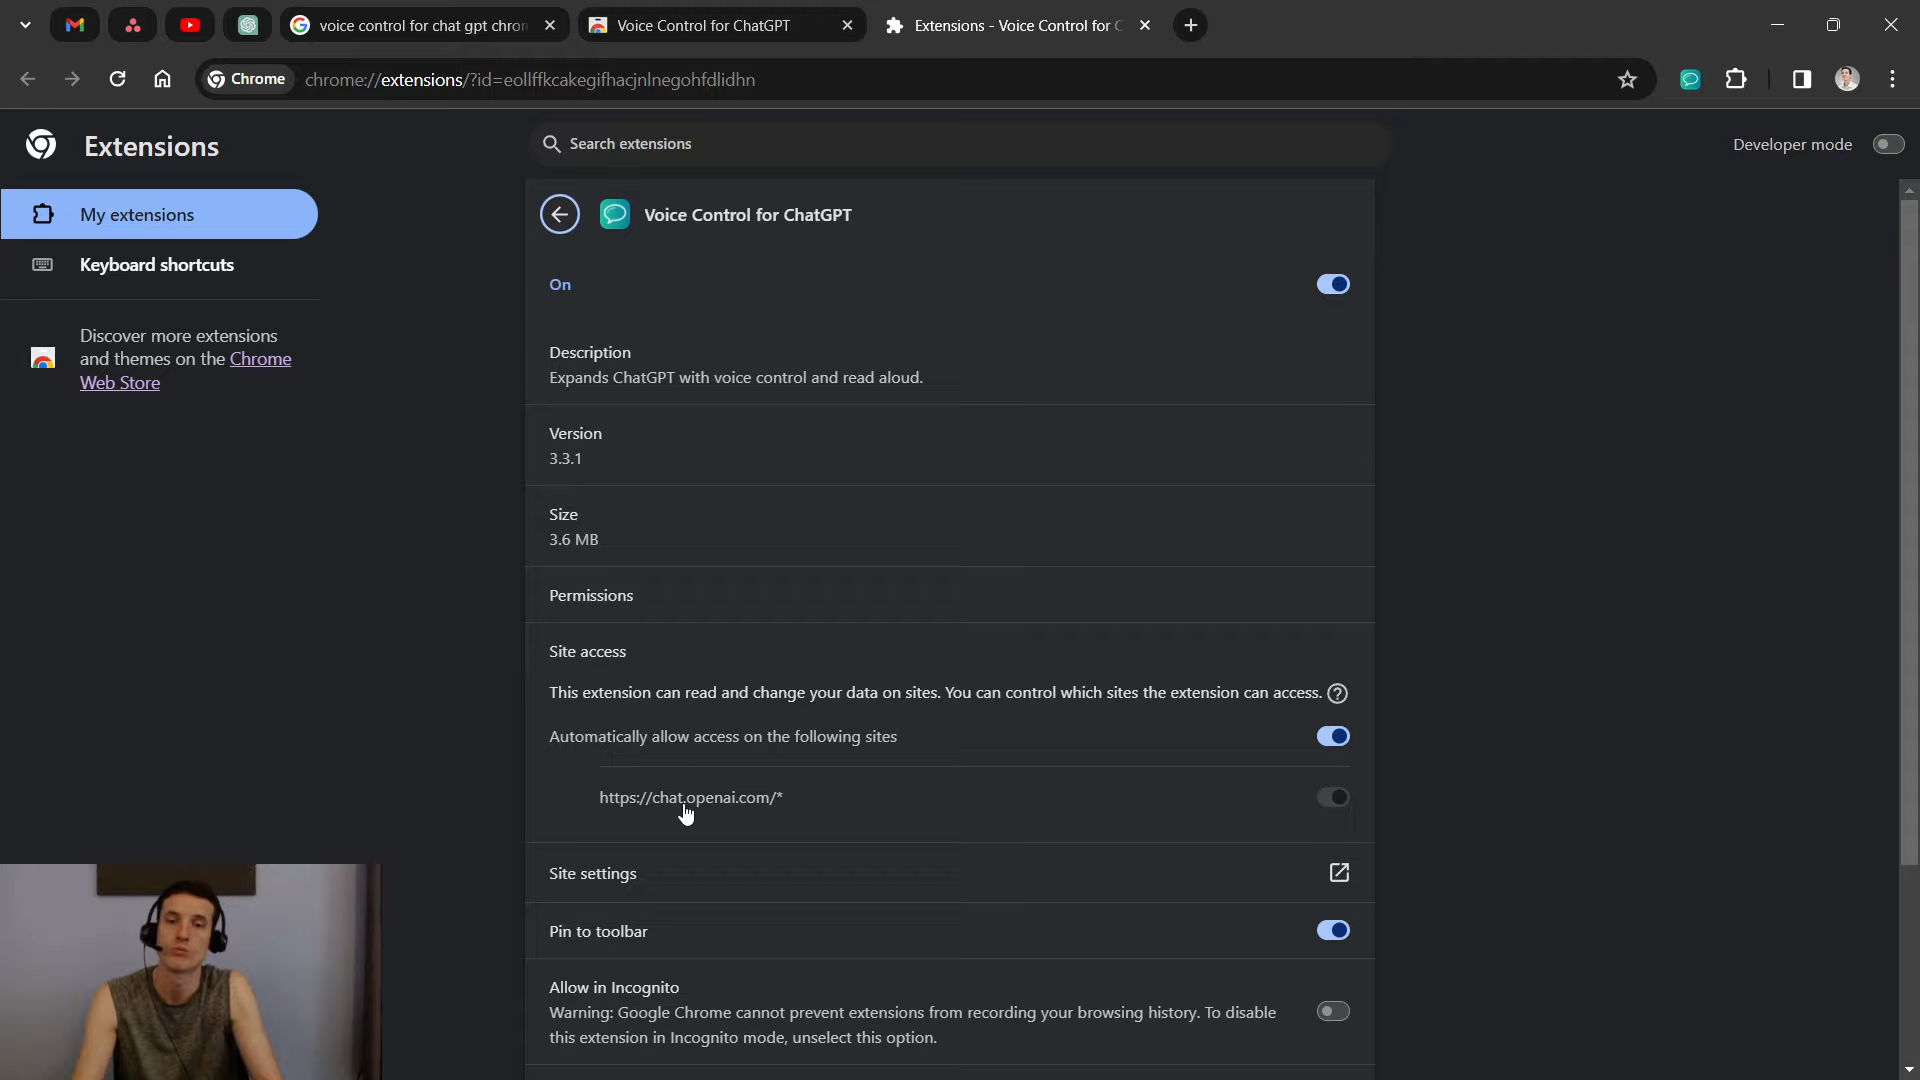 voice control for chat gpt chron
Voice Control for ChatGPT
Extensions - Voice Control for C
Chrome
chrome://extensions/?id=eollffkcakegifhacjnlnegohfdlidhn
Extensions
Search extensions
Developer mode
My extensions
Keyboard shortcuts
Discover more extensions
and themes on the Chrome
Web Store
Voice Control for ChatGPT
On
Description
Expands ChatGPT with voice control and read aloud.
Version
3.3.1
Size
3.6 MB
Permissions
Site access
This extension can read and change your data on sites. You can control which sites the extension can access.
Automatically allow access on the following sites
https://chat.openai.com/*
Site settings
Pin to toolbar
Allow in Incognito
Warning: Google Chrome cannot prevent extensions from recording your browsing history. To disable
this extension in Incognito mode, unselect this option.